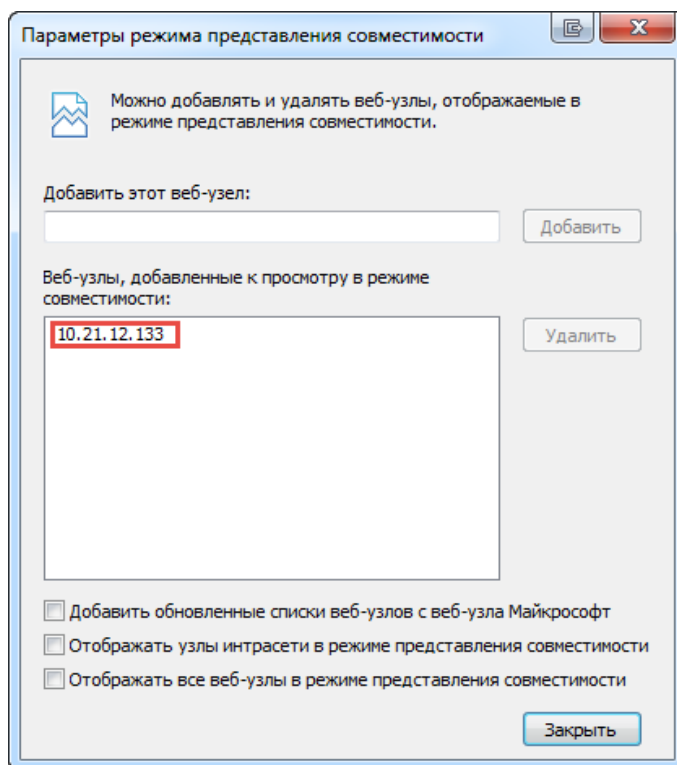 Параметры режима представления совместимости
Можно добавлять и удалять веб-узлы, отображаемые в
режиме представления совместимости.
Добавить этот веб-узел:
Добавить
Веб-узлы, добавленные к просмотру в режиме
совместимости:
10.21.12.133
Удалить
Добавить обновленные списки веб-узлов с веб-узла Майкрософт
Отображать узлы интрасети в режиме представления совместимости
Отображать все веб-узлы в режиме представления совместимости
Закрыть